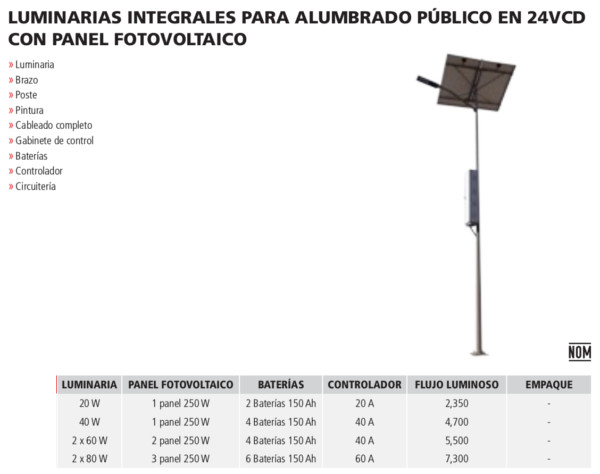 LUMINARIAS INTEGRALES PARA ALUMBRADO PÚBLICO EN 24VCD
CON PANEL FOTOVOLTAICO
» Luminaria
» Brazo
» Poste
» Pintura
» Cableado completo
» Gabinete de control
» Baterías
» Controlador
» Circuitería
NOM
LUMINARIA PANEL FOTOVOLTAICO BATERÍAS CONTROLADOR FLUJO LUMINOSO EMPAQUE
20 W 1 panel 250 W 2 Baterías 150 Ah 20 A 2,350 -
40 W 1 panel 250 W 4 Baterías 150 Ah 40 A 4,700 -
2 x 60 W 2 panel 250 W 4 Baterías 150 Ah 40 A 5,500 -
2 x 80 W 3 panel 250 W 6 Baterías 150 Ah 60 A 7,300 -